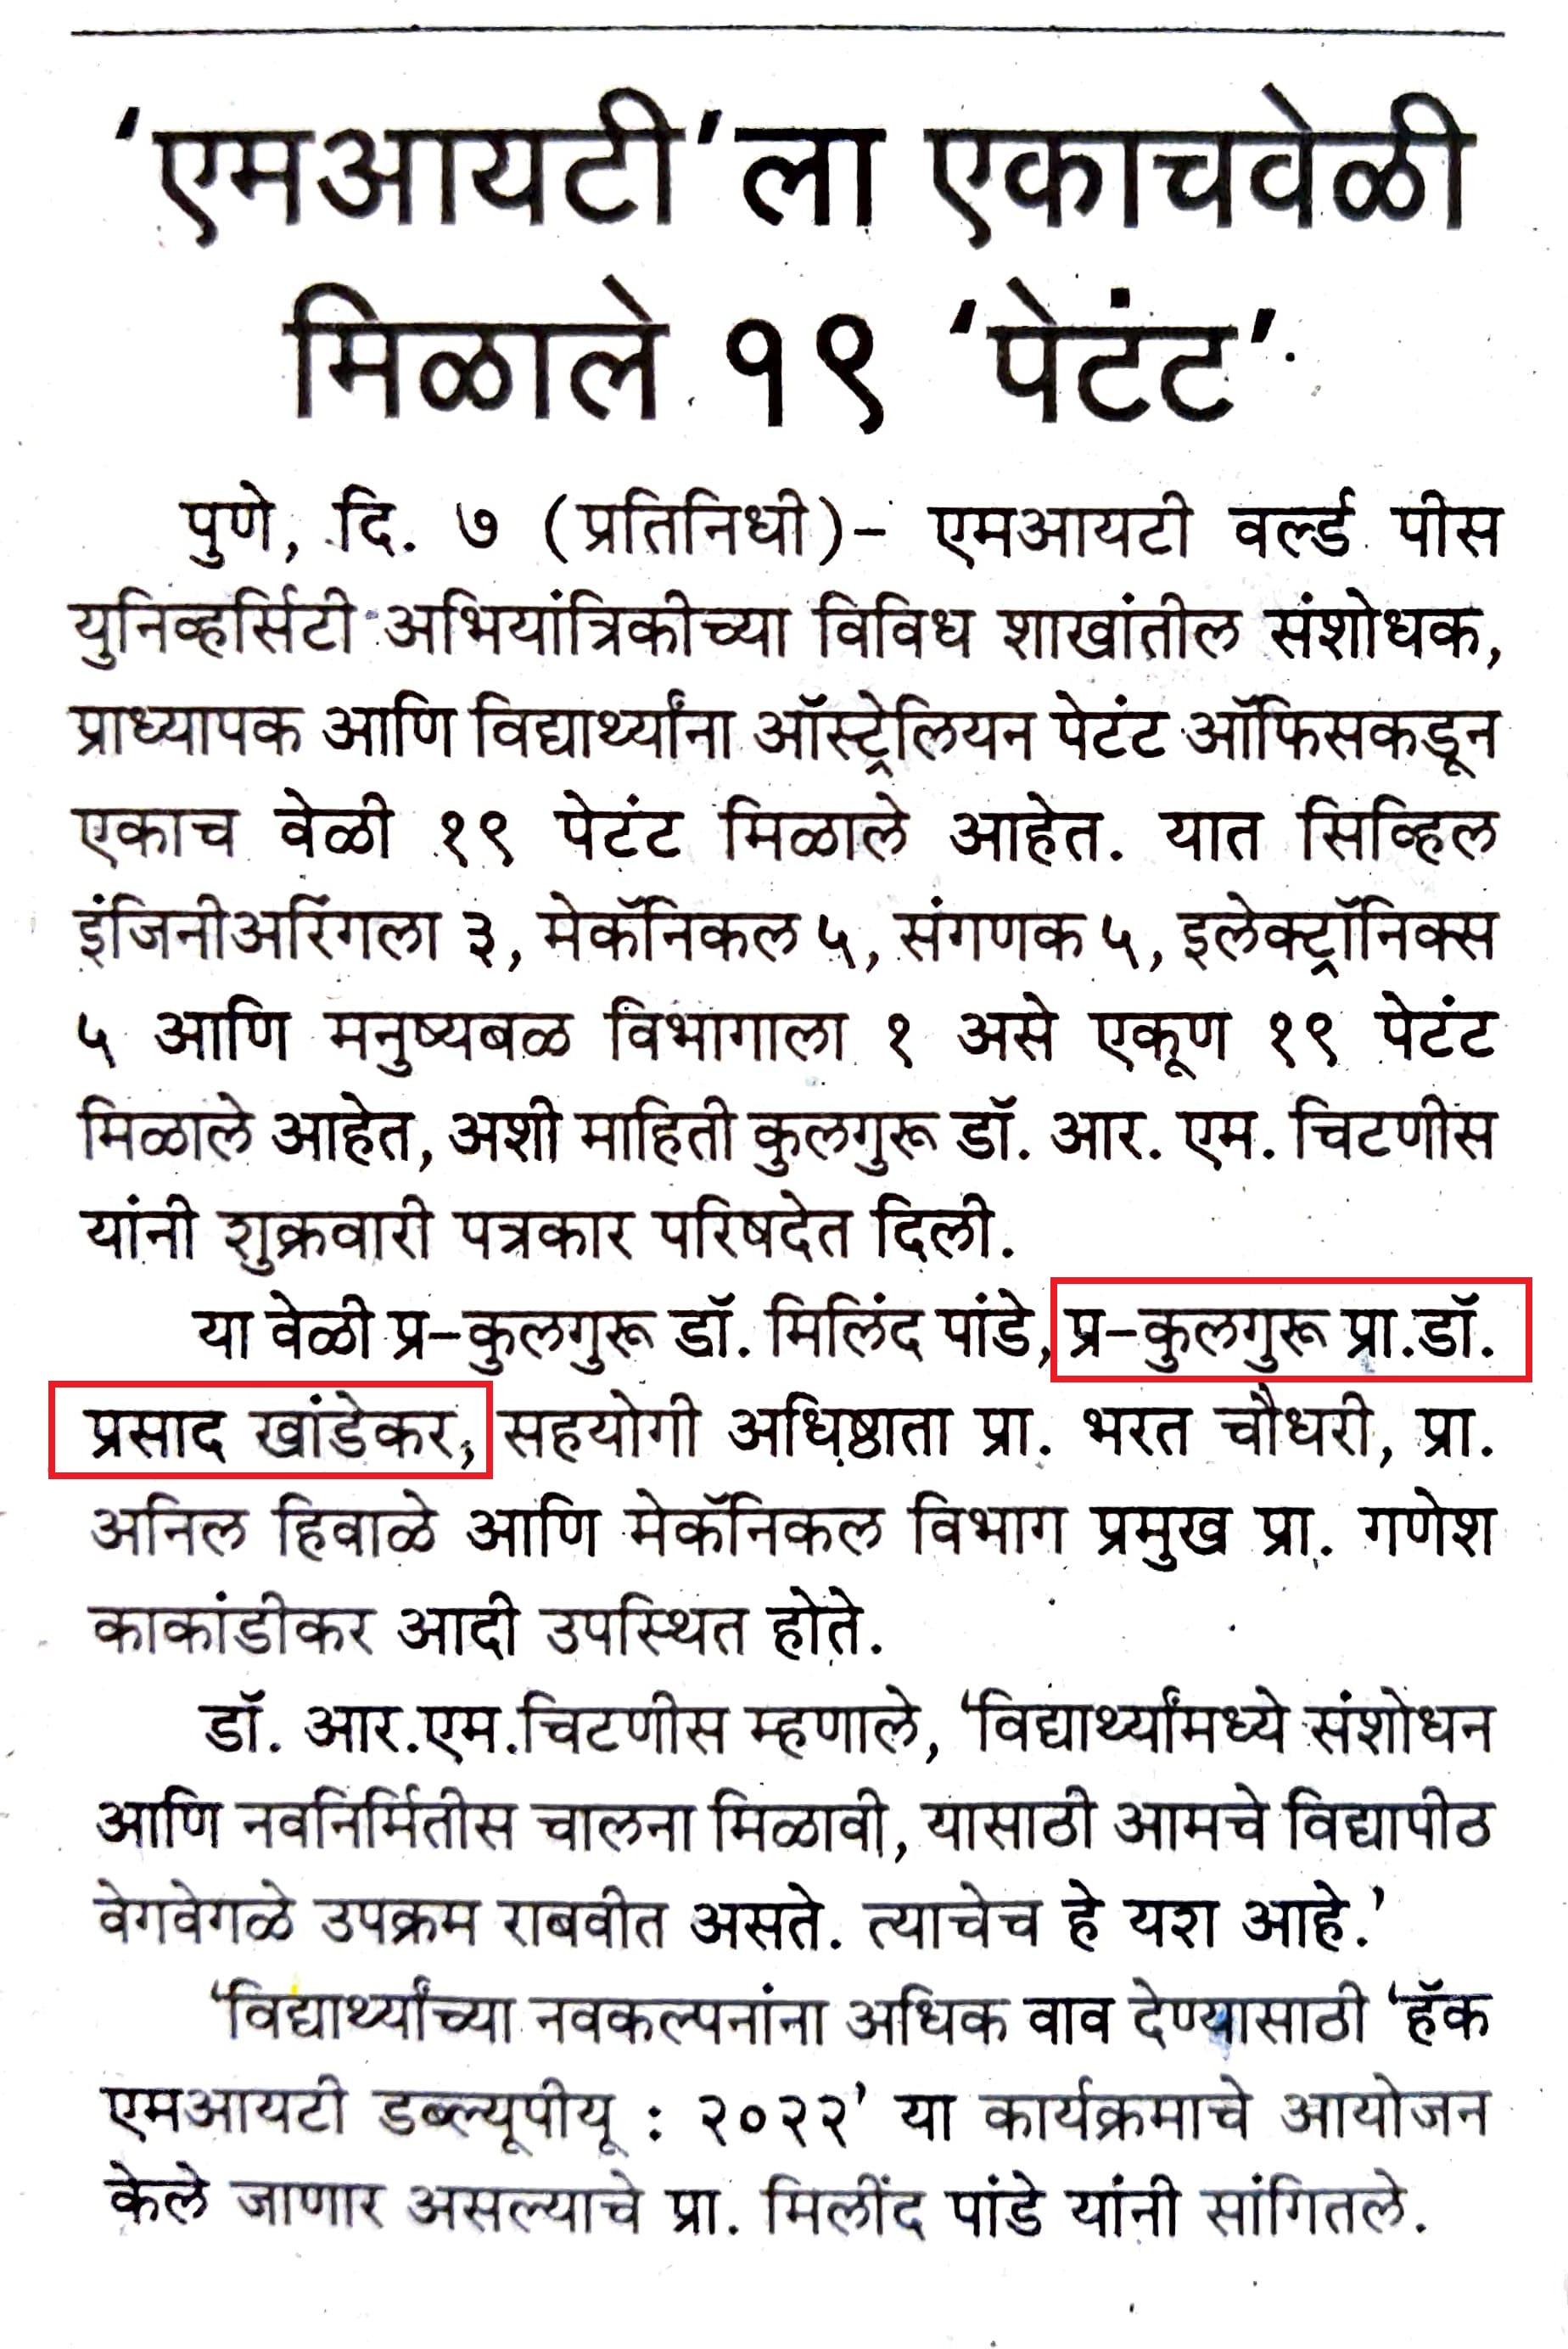 'एमआयटी'ला एकाचवेळी
मिळाले १९ 'पेटंट'
पुणे, दि. ७ (प्रतिनिधी)- एमआयटी वर्ल्ड पीस
युनिव्हर्सिटी अभियांत्रिकीच्या विविध शाखांतील संशोधक,
प्राध्यापक आणि विद्यार्थ्यांना ऑस्ट्रेलियन पेटंट ऑफिसकडून
एकाच वेळी १९ पेटंट मिळाले आहेत. यात सिव्हिल
इंजिनीअरिंगला ३, मेकॅनिकल ५, संगणक ५, इलेक्ट्रॉनिक्स
५ आणि मनुष्यबळ विभागाला १ असे एकूण १९ पेटंट
मिळाले आहेत, अशी माहिती कुलगुरू डॉ. आर. एम. चिटणीस
यांनी शुक्रवारी पत्रकार परिषदेत दिली.
या वेळी प्र-कुलगुरू डॉ. मिलिंद पांडे, प्र-कुलगुरू प्रा.डॉ.
प्रसाद खांडेकर, सहयोगी अधिष्ठाता प्रा. भरत चौधरी, प्रा.
अनिल हिवाळे आणि मेकॅनिकल विभाग प्रमुख प्रा. गणेश
काकांडीकर आदी उपस्थित होते.
डॉ. आर.एम.चिटणीस म्हणाले, 'विद्यार्थ्यांमध्ये संशोधन
आणि नवनिर्मितीस चालना मिळावी, यासाठी आमचे विद्यापीठ
वेगवेगळे उपक्रम राबवीत असते. त्याचेच हे यश आहे.'
'विद्यार्थ्यांच्या नवकल्पनांना अधिक वाव देण्यासाठी 'हॅक
एमआयटी डब्ल्यूपीयू : २०२२' या कार्यक्रमाचे आयोजन
केले जाणार असल्याचे प्रा. मिलींद पांडे यांनी सांगितले.